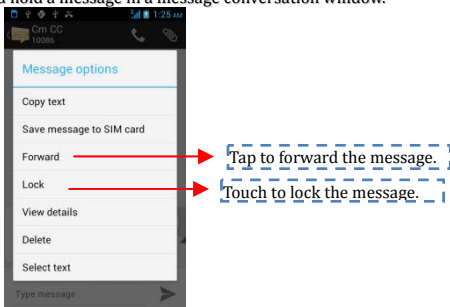 d hold a message in a message conversation window.
1:25 AM
Cm CC
10086
Message options
Copy text
Save message to SIM card
Forward
Tap to forward the message.
Lock
Touch to lock the message.
View details
Delete
Select text
Type message